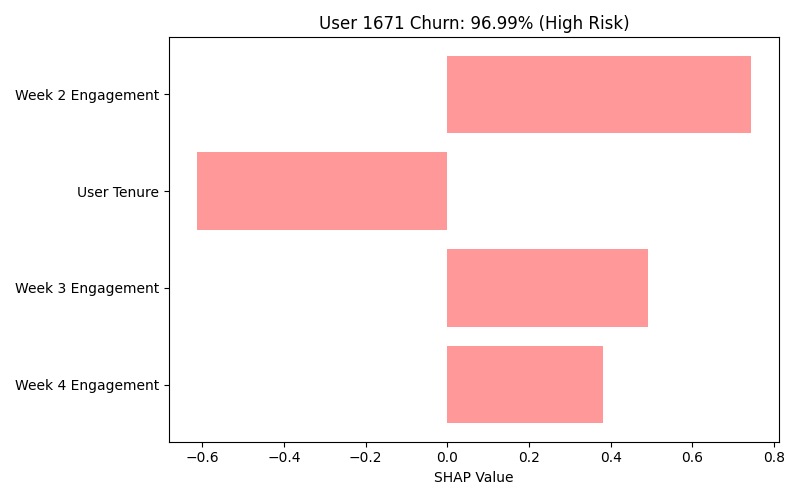 User 1671 Churn: 96.99% (High Risk)
Week 2 Engagement
User Tenure
Week 3 Engagement
Week 4 Engagement
−0.6 −0.4 −0.2 0.0 0.2 0.4 0.6 0.8
SHAP Value